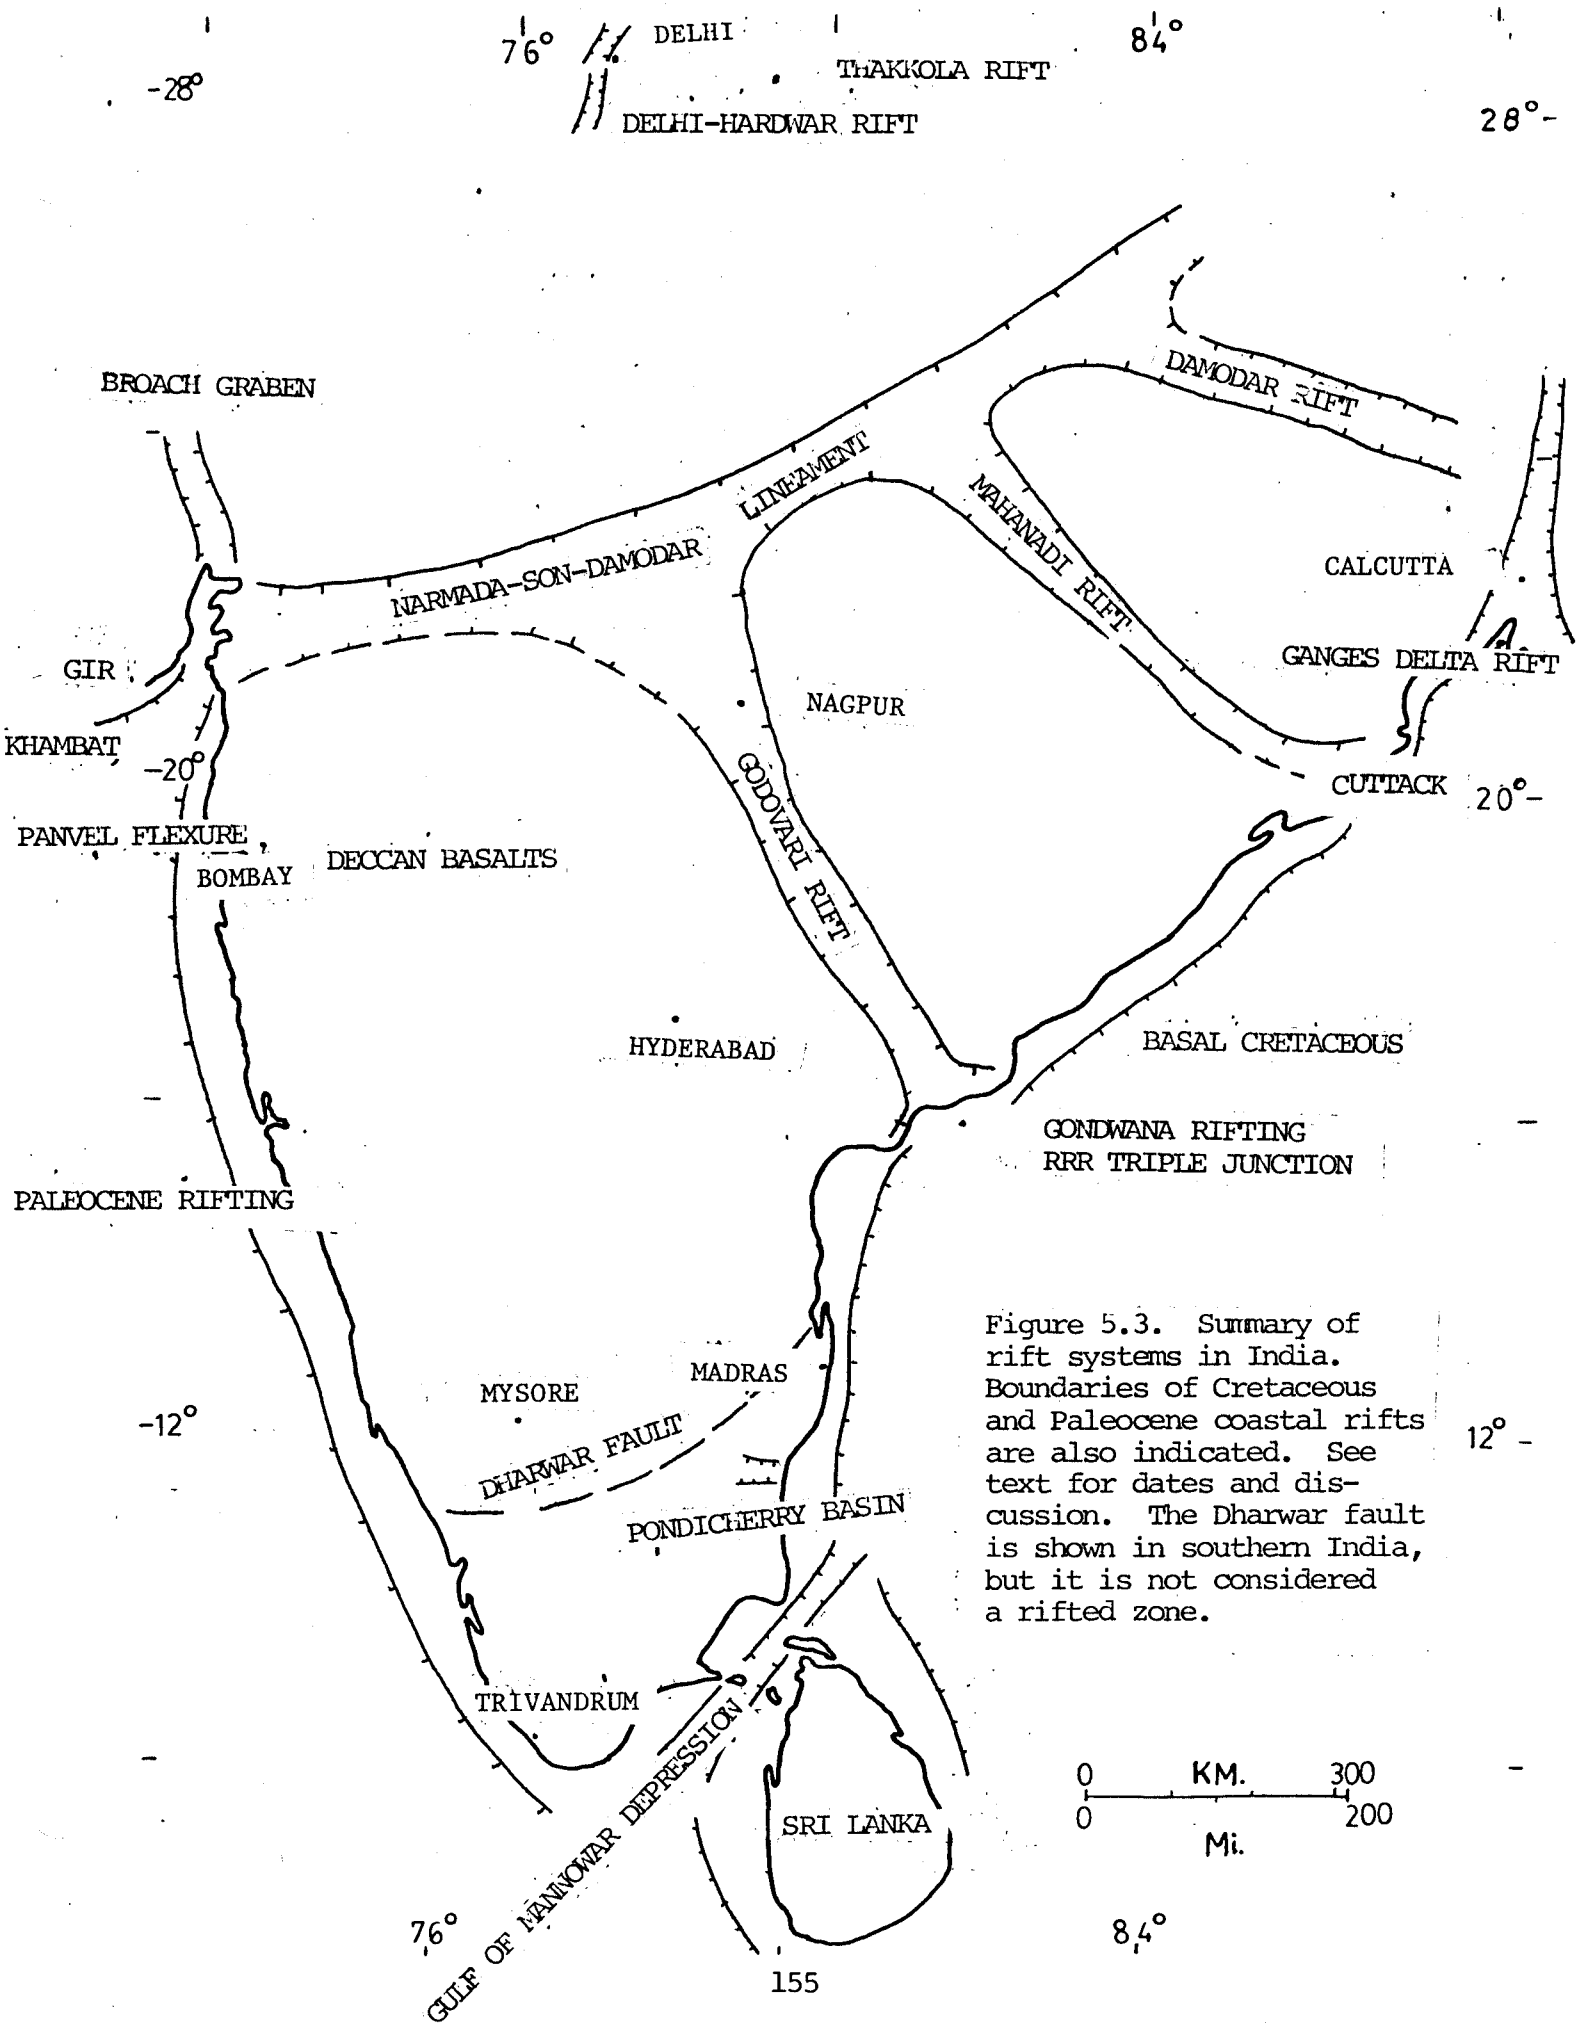 76° DELHI 84°
-28° THAKKOLA RIFT
DELHI-HARDWAR RIFT 28°-
DAMODAR RIFT
BROACH GRABEN
LINEAMENT
MAHANADI RIFT
NARMADA-SON-DAMODAR
CALCUTTA
GIR
GANGES DELTA RIFT
NAGPUR
KHAMBAT
-20°
CUTTACK 20°-
GODOVARI RIFT
PANVEL FLEXURE
DECCAN BASALTS
BOMBAY
HYDERABAD
BASAL CRETACEOUS
GONDWANA RIFTING
RRR TRIPLE JUNCTION
PALEOCENE RIFTING
Figure 5.3. Summary of
rift systems in India.
Boundaries of Cretaceous
and Paleocene coastal rifts
are also indicated. See
text for dates and dis-
cussion. The Dharwar fault
is shown in southern India,
but it is not considered
a rifted zone.
MADRAS
MYSORE
-12°
12° -
DHARWAR FAULT
PONDICHERRY BASIN
TRIVANDRUM
GULF OF MANNOWAR DEPRESSION
SRI LANKA
0 KM. 300
0 200
Mi.
76° 84°
155